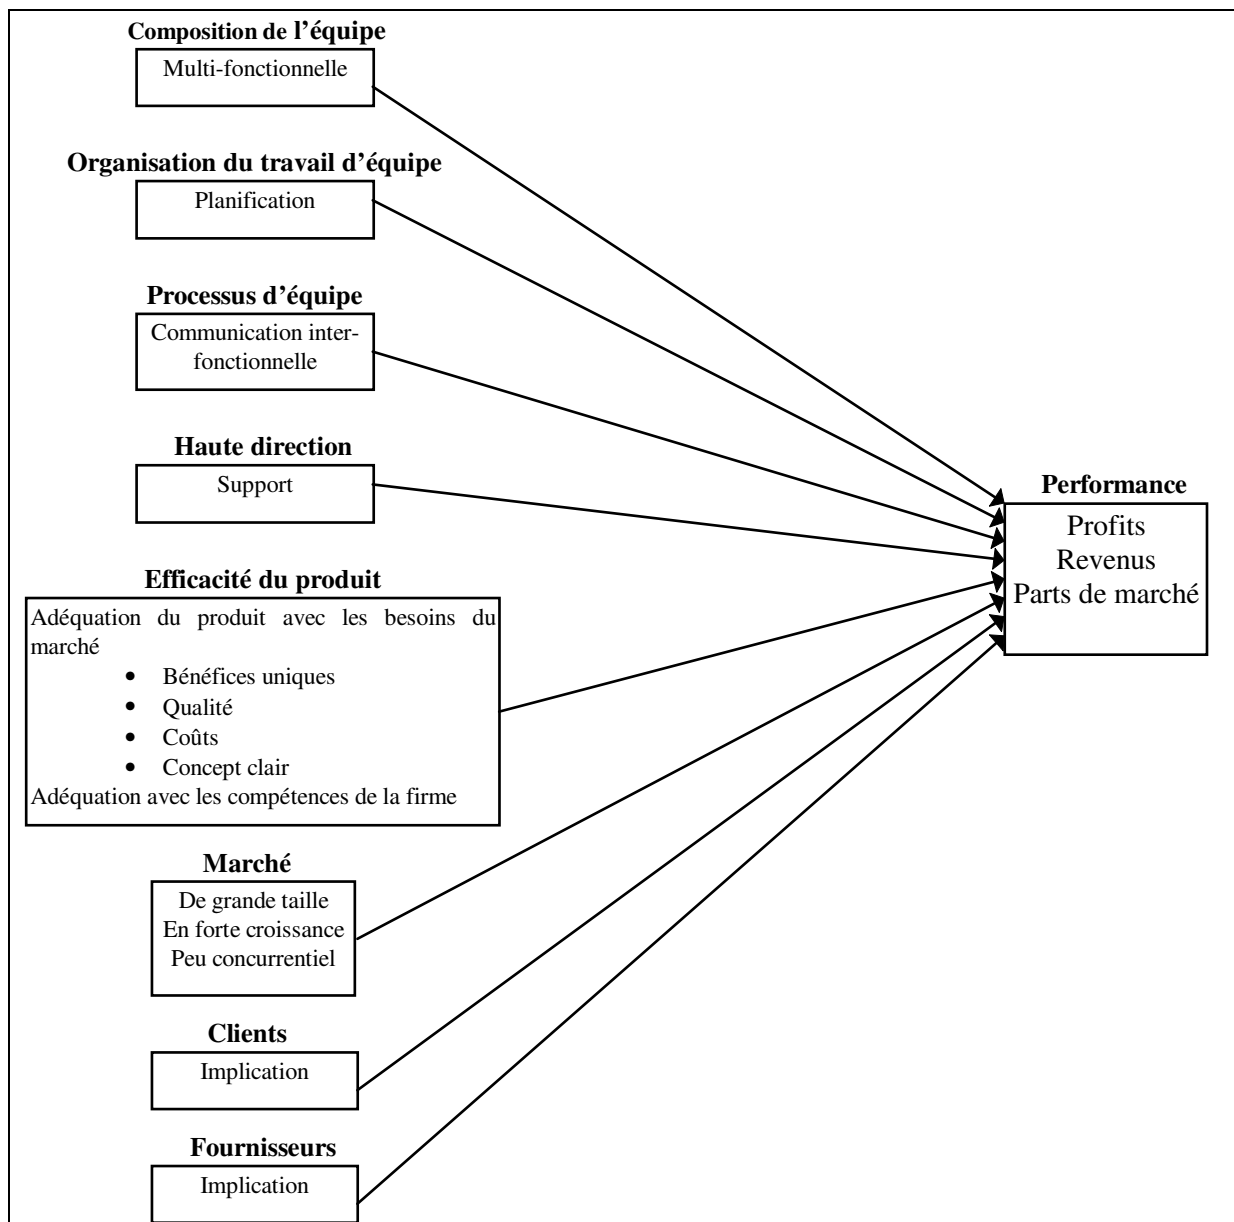 Composition de l'équipe
Multi-fonctionnelle
Organisation du travail d'équipe
Planification
Processus d'équipe
Communication inter-
fonctionnelle
Haute direction
Support
Efficacité du produit
Adéquation du produit avec les besoins du
marché
• Bénéfices uniques
• Qualité
• Coûts
• Concept clair
Adéquation avec les compétences de la firme
Marché
De grande taille
En forte croissance
Peu concurrentiel
Clients
Implication
Fournisseurs
Implication
Performance
Profits
Revenus
Parts de marché